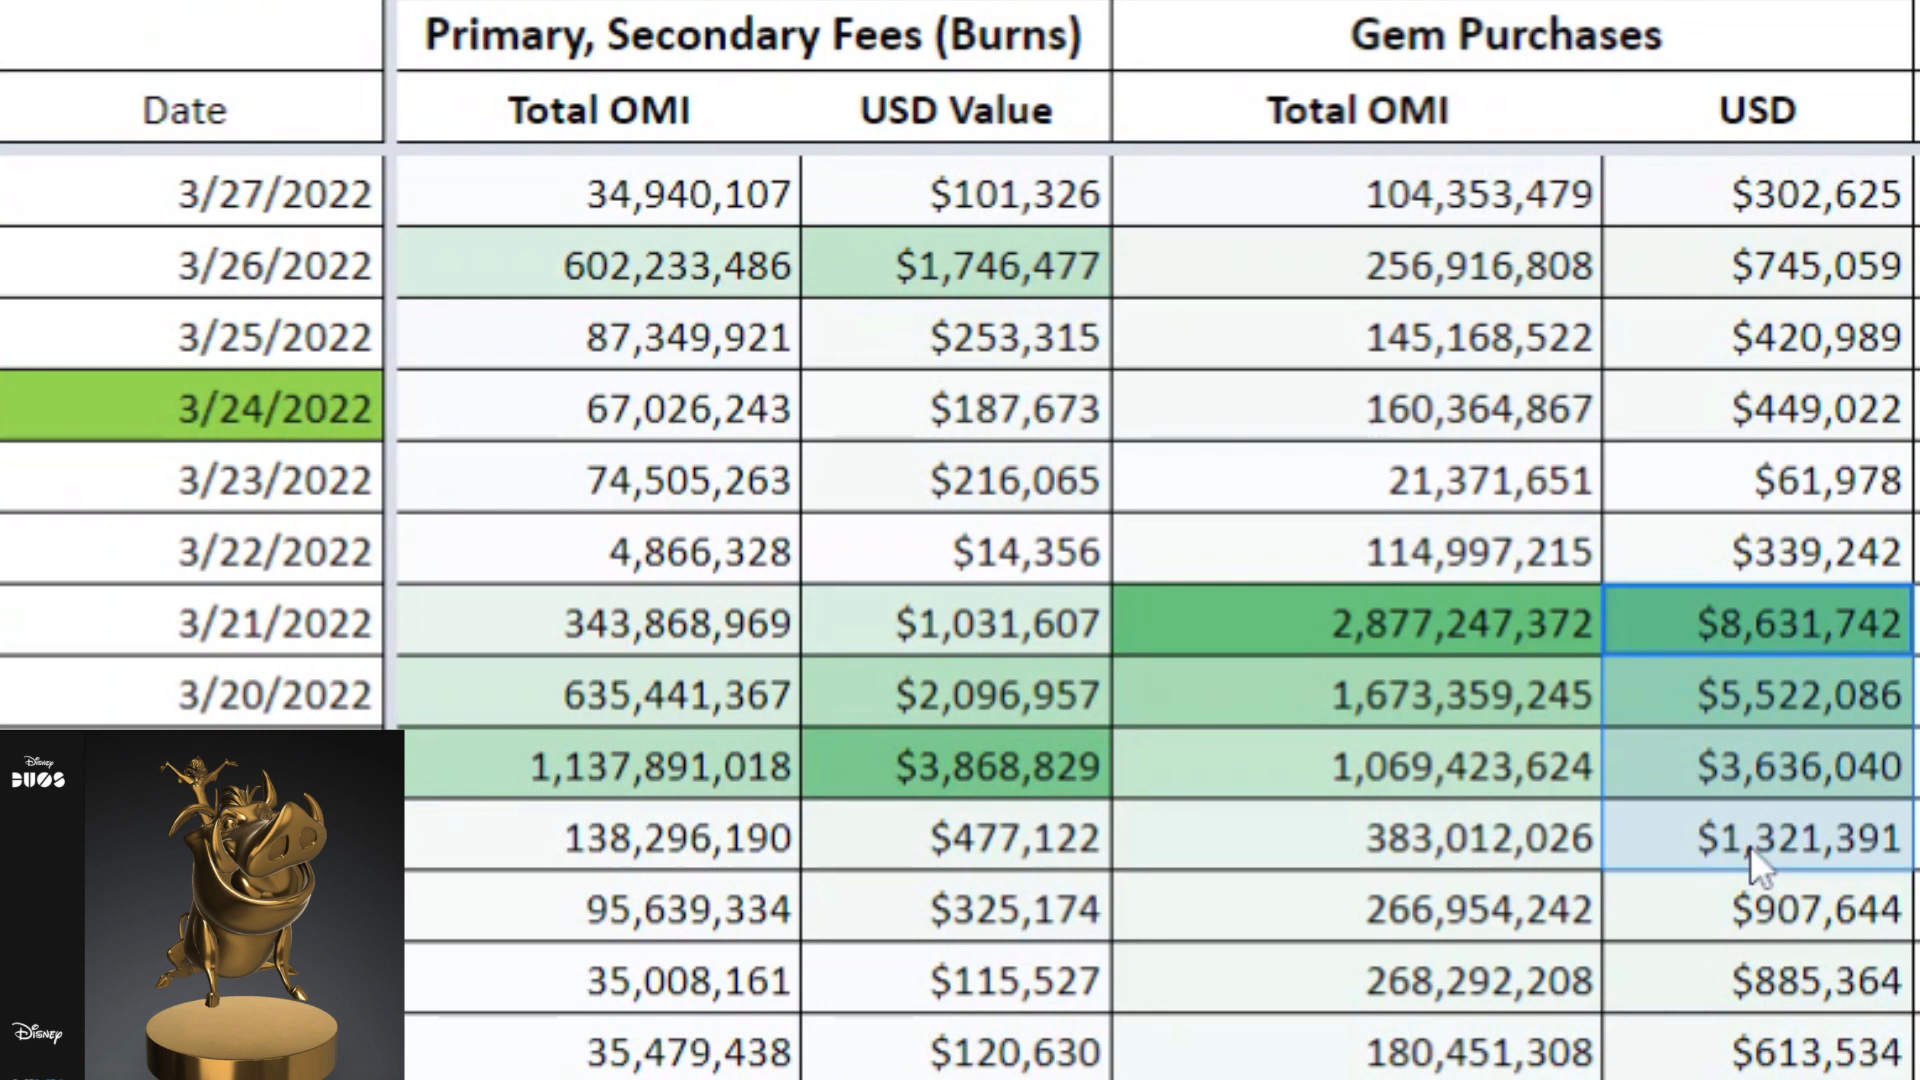 Primary, Secondary Fees (Burns) Gem Purchases
Date Total OMI USD Value Total OMI USD
3/27/2022 34,940,107 $101,326 104,353,479 $302,625
3/26/2022 602,233,486 $1,746,477 256,916,808 $745,059
3/25/2022 87,349,921 $253,315 145,168,522 $420,989
3/24/2022 67,026,243 $187,673 160,364,867 $449,022
3/23/2022 74,505,263 $216,065 21,371,651 $61,978
3/22/2022 4,866,328 $14,356 114,997,215 $339,242
3/21/2022 343,868,969 $1,031,607 2,877,247,372 $8,631,742
3/20/2022 635,441,367 $2,096,957 1,673,359,245 $5,522,086
1,137,891,018 $3,868,829 1,069,423,624 $3,636,040
138,296,190 $477,122 383,012,026 $1,321,391
95,639,334 $325,174 266,954,242 $907,644
35,008,161 $115,527 268,292,208 $885,364
35,479,438 $120,630 180,451,308 $613,534
Disney
DUOS
Disney